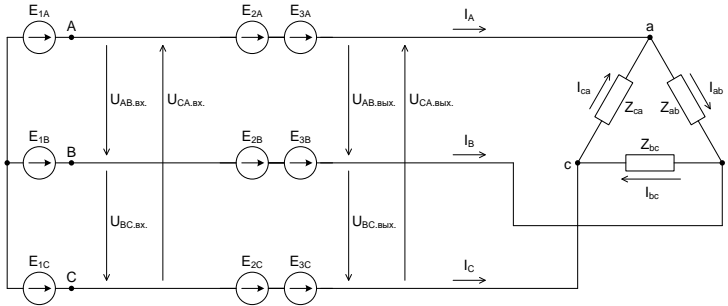 E1A
A
E2A
E3A
IA
a
UAB.вх.
UCA.вх.
UAB.вых.
UCA.вых.
Ica
Zca
Zab
Iab
E1B
B
E2B
E3B
IB
c
Zbc
Ibc
UBC.вх.
UBC.вых.
E1C
C
E2C
E3C
IC